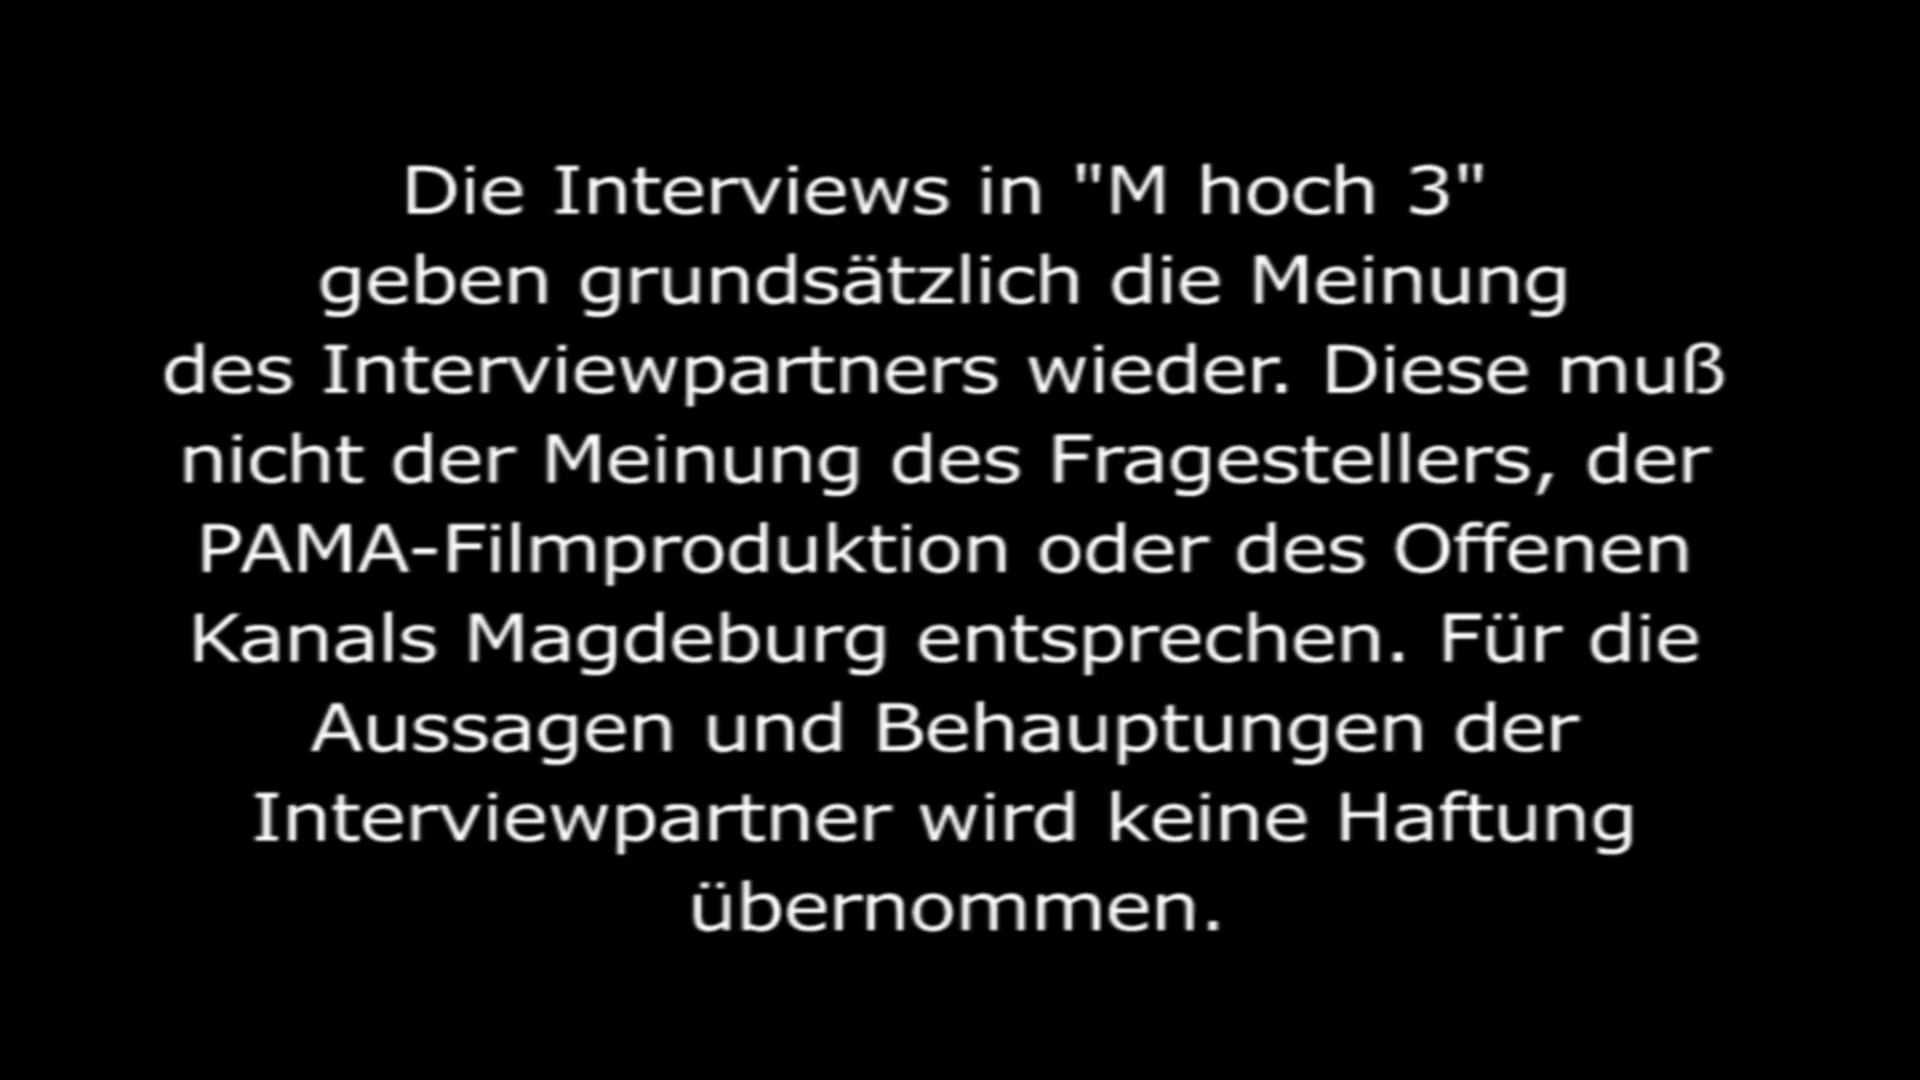 Die Interviews in "M hoch 3"
geben grundsätzlich die Meinung
des Interviewpartners wieder. Diese muß
nicht der Meinung des Fragestellers, der
PAMA-Filmproduktion oder des Offenen
Kanals Magdeburg entsprechen. Für die
Aussagen und Behauptungen der
Interviewpartner wird keine Haftung
übernommen.